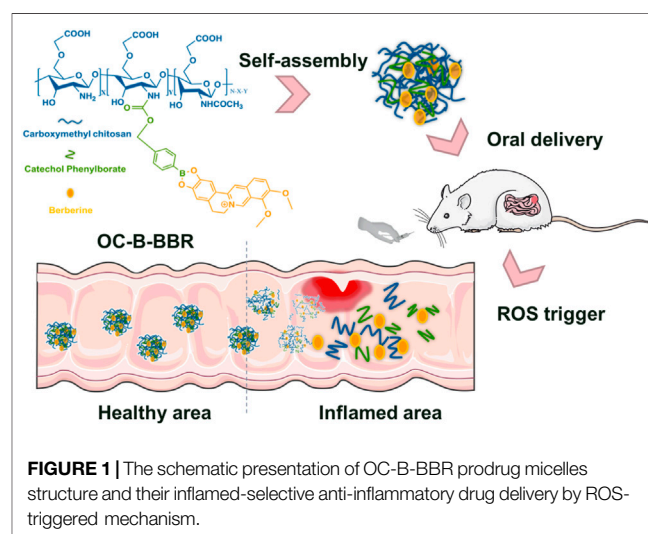 COOH COOH COOH
Self-assembly
HO NH₂ HO NH HO NHCOCH₃ N-X-Y
Carboxymethyl chitosan
Catechol Phenylborate
Berberine
OC-B-BBR
Oral delivery
ROS trigger
Healthy area Inflamed area
FIGURE 1 | The schematic presentation of OC-B-BBR prodrug micelles
structure and their inflamed-selective anti-inflammatory drug delivery by ROS-
triggered mechanism.